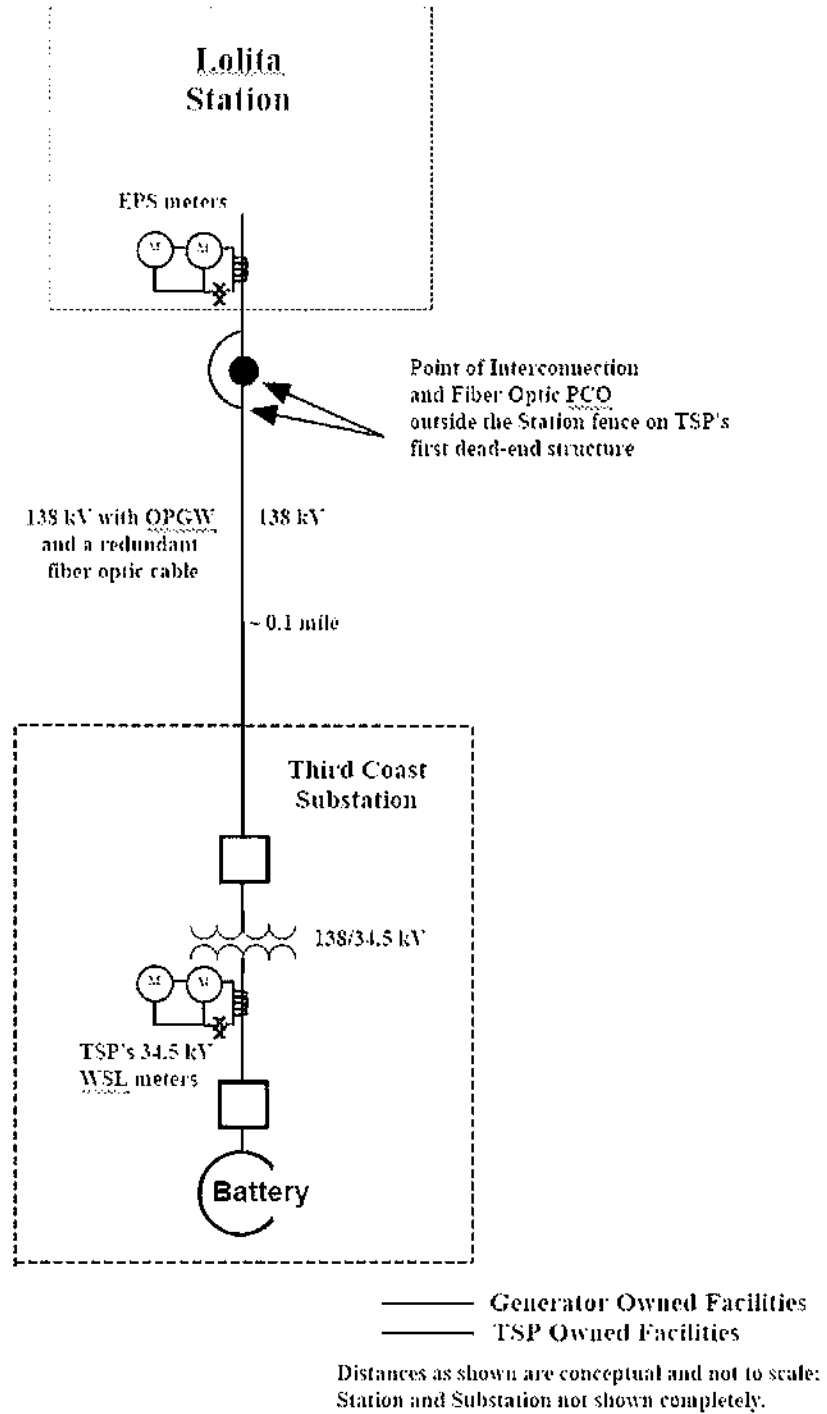 Lolita
Station
EPS meters
M
M
Point of Interconnection
and Fiber Optic PCO
outside the Station fence on TSP's
first dead-end structure
138 kV with OPGW
and a redundant
fiber optic cable
138 kV
~ 0.1 mile
Third Coast
Substation
138/34.5 kV
M
M
TSP's 34.5 kV
WSL meters
Battery
Generator Owned Facilities
TSP Owned Facilities
Distances as shown are conceptual and not to scale;
Station and Substation not shown completely.